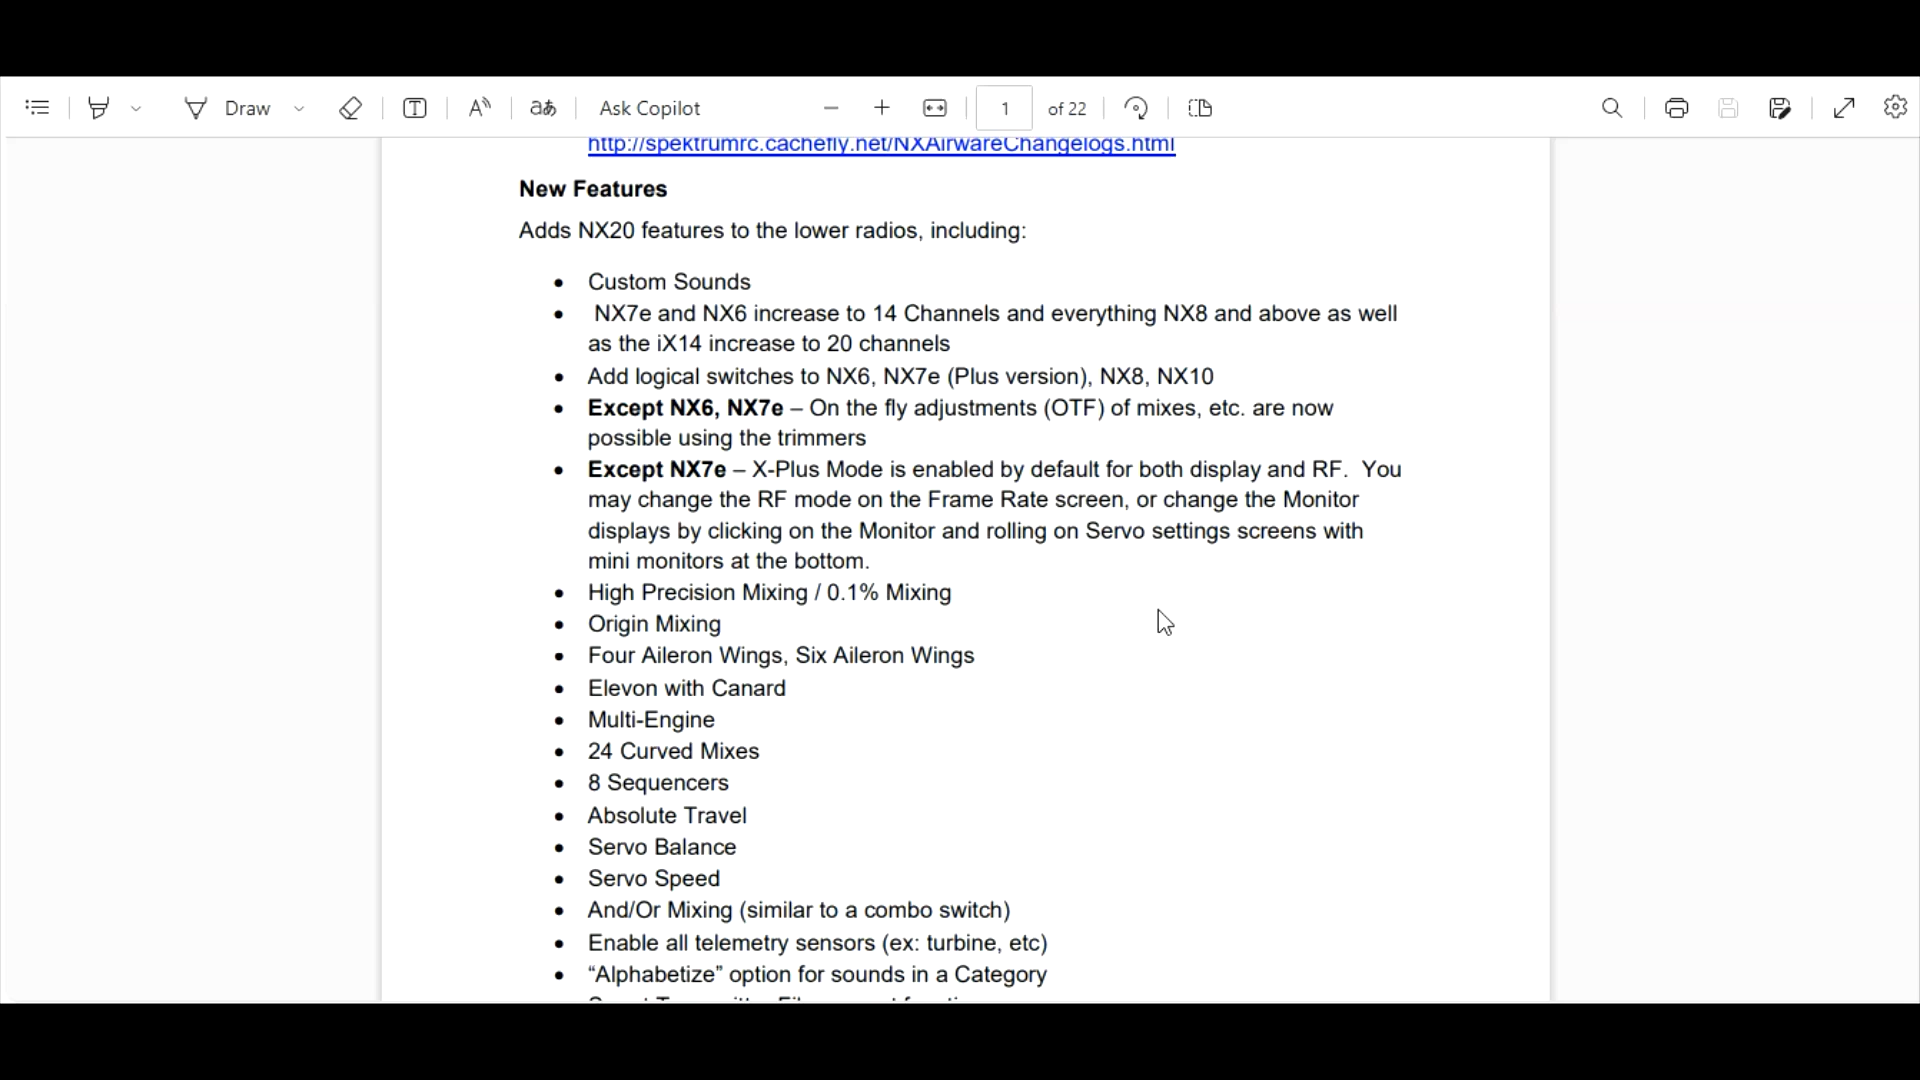 Draw
aあ
Ask Copilot
1 of 22
http://spektrumrc.cachefly.net/NXAirwareChangelogs.html
New Features
Adds NX20 features to the lower radios, including:
• Custom Sounds
• NX7e and NX6 increase to 14 Channels and everything NX8 and above as well
as the iX14 increase to 20 channels
• Add logical switches to NX6, NX7e (Plus version), NX8, NX10
• Except NX6, NX7e – On the fly adjustments (OTF) of mixes, etc. are now
possible using the trimmers
• Except NX7e – X-Plus Mode is enabled by default for both display and RF. You
may change the RF mode on the Frame Rate screen, or change the Monitor
displays by clicking on the Monitor and rolling on Servo settings screens with
mini monitors at the bottom.
• High Precision Mixing / 0.1% Mixing
• Origin Mixing
• Four Aileron Wings, Six Aileron Wings
• Elevon with Canard
• Multi-Engine
• 24 Curved Mixes
• 8 Sequencers
• Absolute Travel
• Servo Balance
• Servo Speed
• And/Or Mixing (similar to a combo switch)
• Enable all telemetry sensors (ex: turbine, etc)
• “Alphabetize” option for sounds in a Category